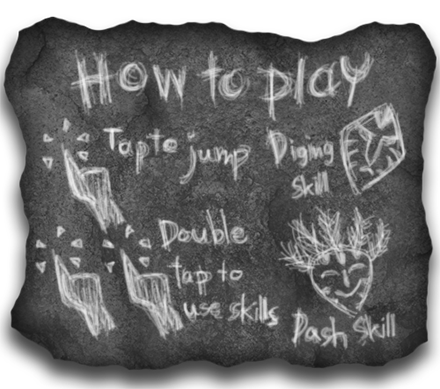 How to play
Tap to jump
Diging
skill
Double
tap to
use skills
Dash skill